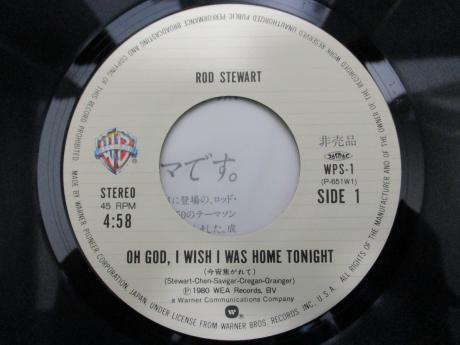 ALL RIGHTS OF THE MANUFACTURER AND OF THE OWNER OF THE RECORDED WORK RESERVED. UNAUTHORIZED PUBLIC PERFORMANCE, BROADCASTING AND COPYING OF THIS RECORD PROHIBITED.
ROD STEWART
W
STEREO
45 RPM
4:58
非売品
WPS-1
(P-651W1)
SIDE 1
マです。
に登場の、ロッド・
のテーマソン
ました。成
OH GOD, I WISH I WAS HOME TONIGHT
(今宵焦がれて)
(Stewart-Chen-Savigar-Cregan-Grainger)
Ⓟ 1980 WEA Records, BV
a Warner Communications Company
W
MADE BY WARNER-PIONEER CORPORATION, JAPAN, UNDER LICENSE FROM WARNER BROS. RECORDS INC., U.S.A.